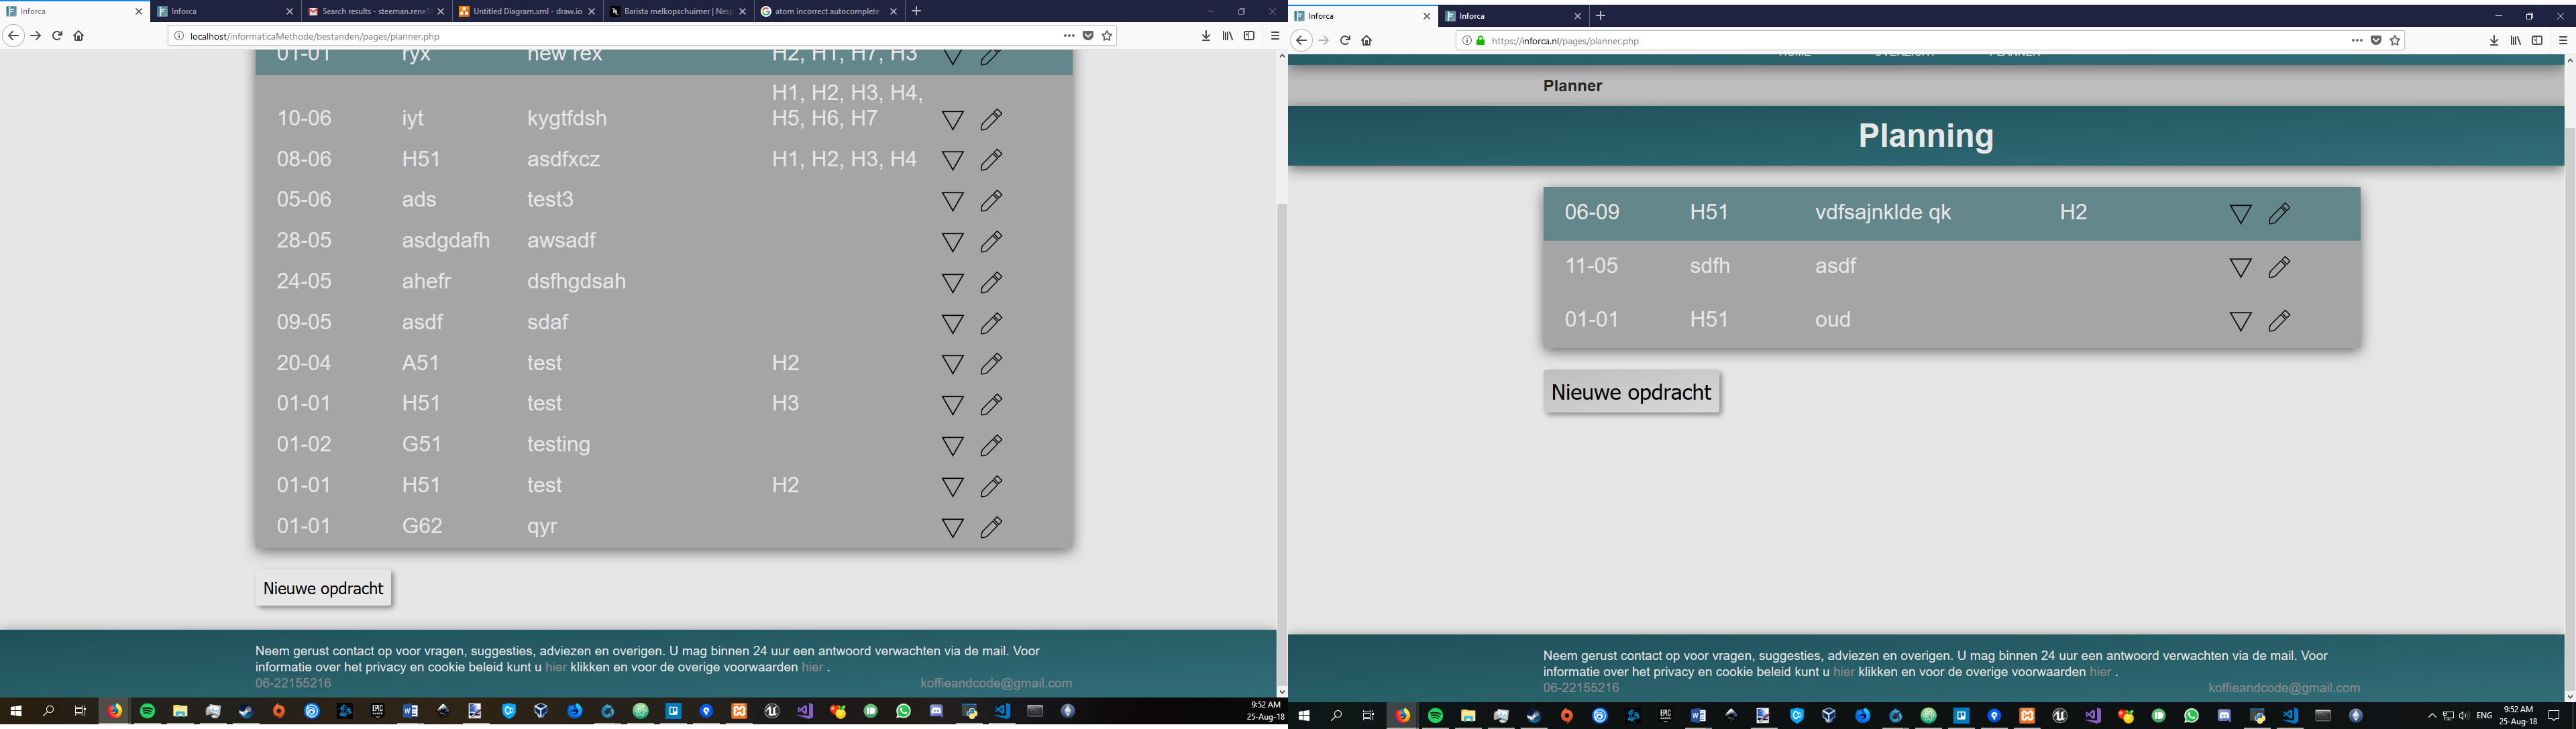 Inforca
Inforca
Search results - steeman.rene1
Untitled Diagram.xml - draw.io
Barista melkopschuimer | Nesp
atom incorrect autocomplete
localhost/informaticaMethode/bestanden/pages/planner.php
01-01 ryx new rex H2, H1, H7, H3
H1, H2, H3, H4,
10-06 iyt kygtfdsh H5, H6, H7
08-06 H51 asdfxcz H1, H2, H3, H4
05-06 ads test3
28-05 asdgdafh awsadf
24-05 ahefr dsfhgdsah
09-05 asdf sdaf
20-04 A51 test H2
01-01 H51 test H3
01-02 G51 testing
01-01 H51 test H2
01-01 G62 qyr
Nieuwe opdracht
Neem gerust contact op voor vragen, suggesties, adviezen en overigen. U mag binnen 24 uur een antwoord verwachten via de mail. Voor
informatie over het privacy en cookie beleid kunt u hier klikken en voor de overige voorwaarden hier .
06-22155216 koffieandcode@gmail.com
EPIC
9:52 AM
25-Aug-18
Inforca
Inforca
https://inforca.nl/pages/planner.php
HOME OVERZICHT PLANNER
Planner
Planning
06-09 H51 vdfsajnklde qk H2
11-05 sdfh asdf
01-01 H51 oud
Nieuwe opdracht
Neem gerust contact op voor vragen, suggesties, adviezen en overigen. U mag binnen 24 uur een antwoord verwachten via de mail. Voor
informatie over het privacy en cookie beleid kunt u hier klikken en voor de overige voorwaarden hier .
06-22155216 koffieandcode@gmail.com
EPIC
ENG
9:52 AM
25-Aug-18